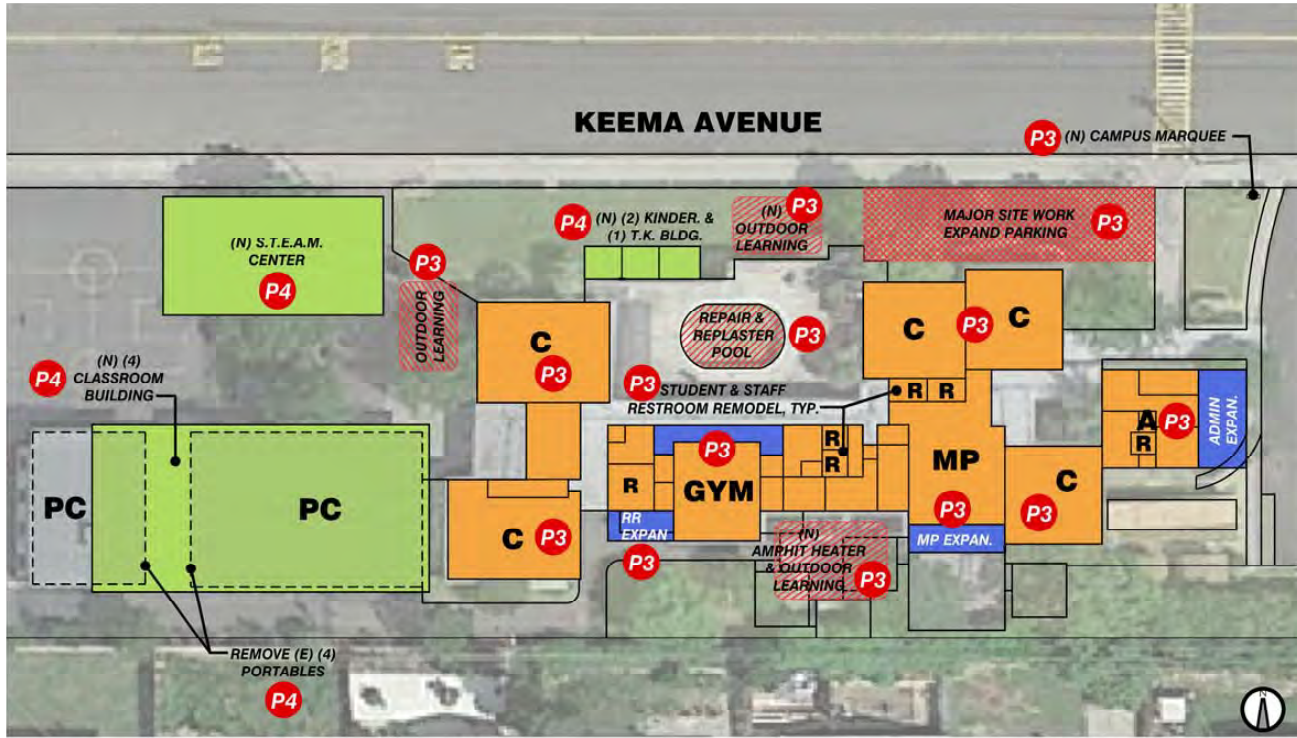 KEEMA AVENUE
P3 (N) CAMPUS MARQUEE
(N) S.T.E.A.M.
CENTER
P4
P3
OUTDOOR
LEARNING
P4 (N) (2) KINDER. &
(1) T.K. BLDG.
P3
(N)
OUTDOOR
LEARNING
MAJOR SITE WORK
EXPAND PARKING
P3
REPAIR &
REPLASTER
POOL
P3
C
P3
C
P3
C
P4
(N) (4)
CLASSROOM
BUILDING
P3 STUDENT & STAFF
RESTROOM REMODEL, TYP.
R R
A
R
P3
ADMIN
EXPAN.
PC
PC
C
P3
R
P3
GYM
R
R
MP
P3
C
P3
RR
EXPAN
P3
MP EXPAN.
(N)
AMPHIT HEATER
& OUTDOOR
LEARNING
P3
REMOVE (E) (4)
PORTABLES
P4
N